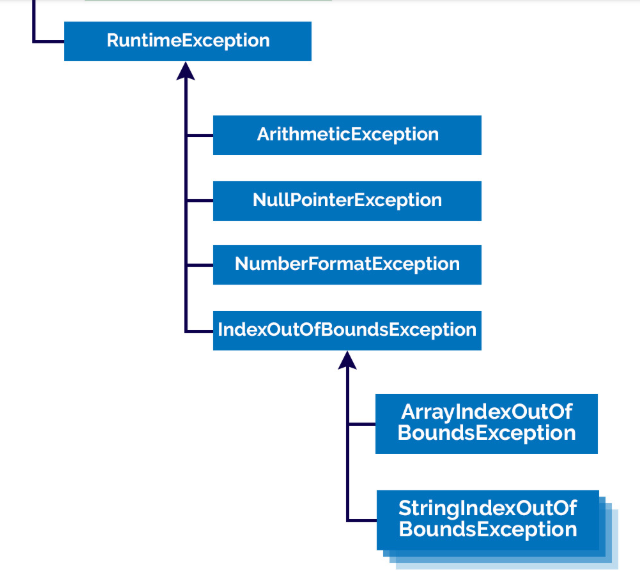 RuntimeException
ArithmeticException
NullPointerException
NumberFormatException
IndexOutOfBoundsException
ArrayIndexOutOf
BoundsException
StringIndexOutOf
BoundsException